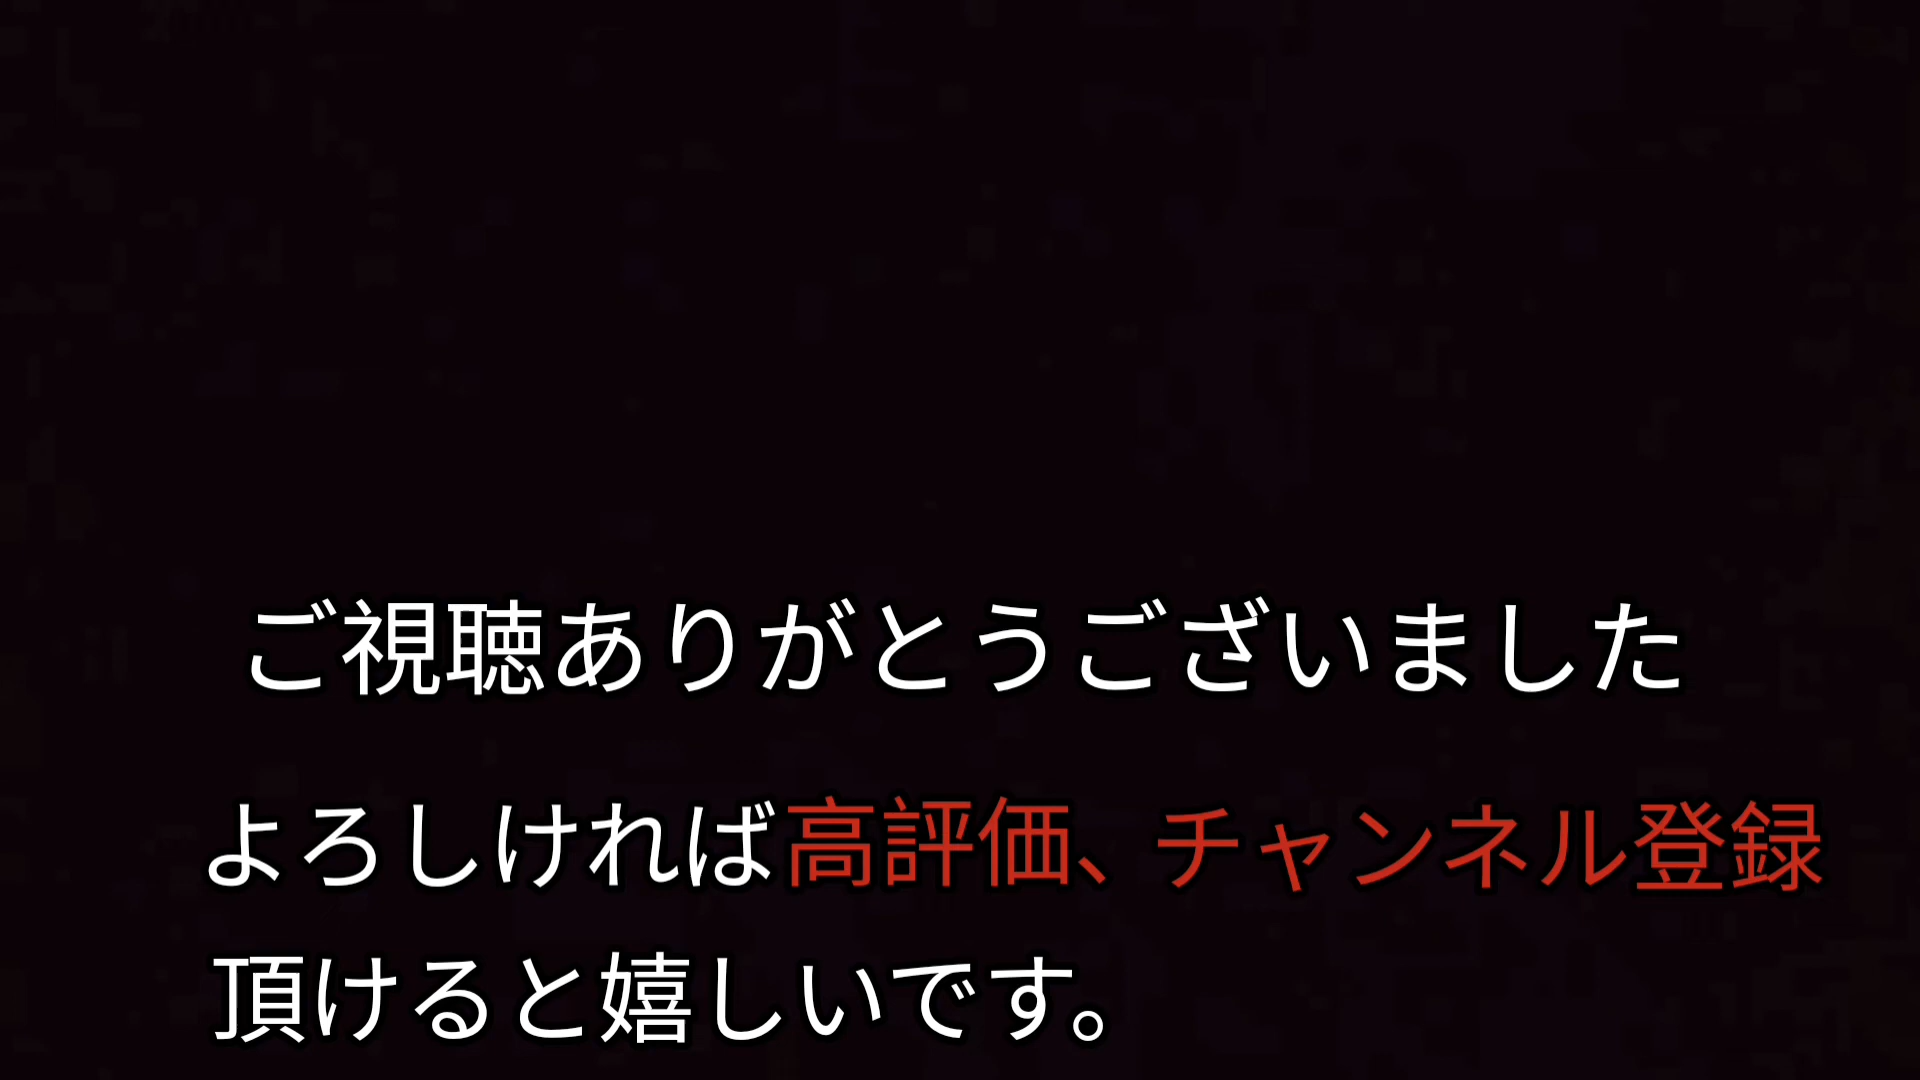 ご視聴ありがとうございました
よろしければ高評価、チャンネル登録
頂けると嬉しいです。